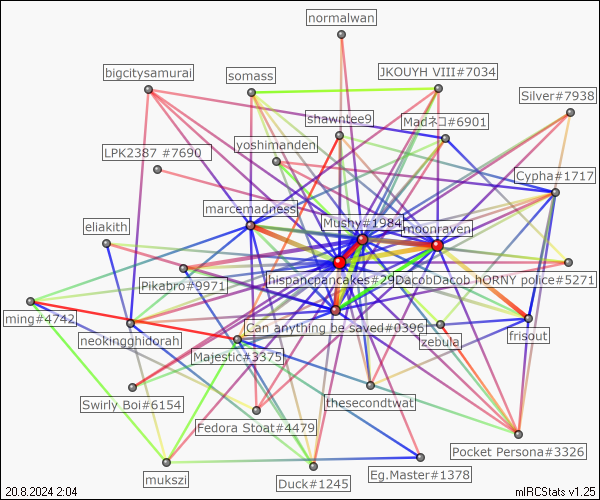 normalwan
bigcitysamurai
somass
JKOUYH VIII#7034
Silver#7938
shawntee9
Madネコ#6901
yoshimanden
LPK2387 #7690
Cypha#1717
marcemadness
Mushy#1984
moonraven
eliakith
Pikabro#9971
hispancpancakes#29
DacobDacob hORNY police#5271
ming#4742
Can anything be saved#0396
neokingghidorah
zebula
frisout
Majestic#3375
Swirly Boi#6154
thesecondtwat
Fedora Stoat#4479
Pocket Persona#3326
mukszi
Duck#1245
Eg.Master#1378
20.8.2024 2:04
mIRCStats v1.25